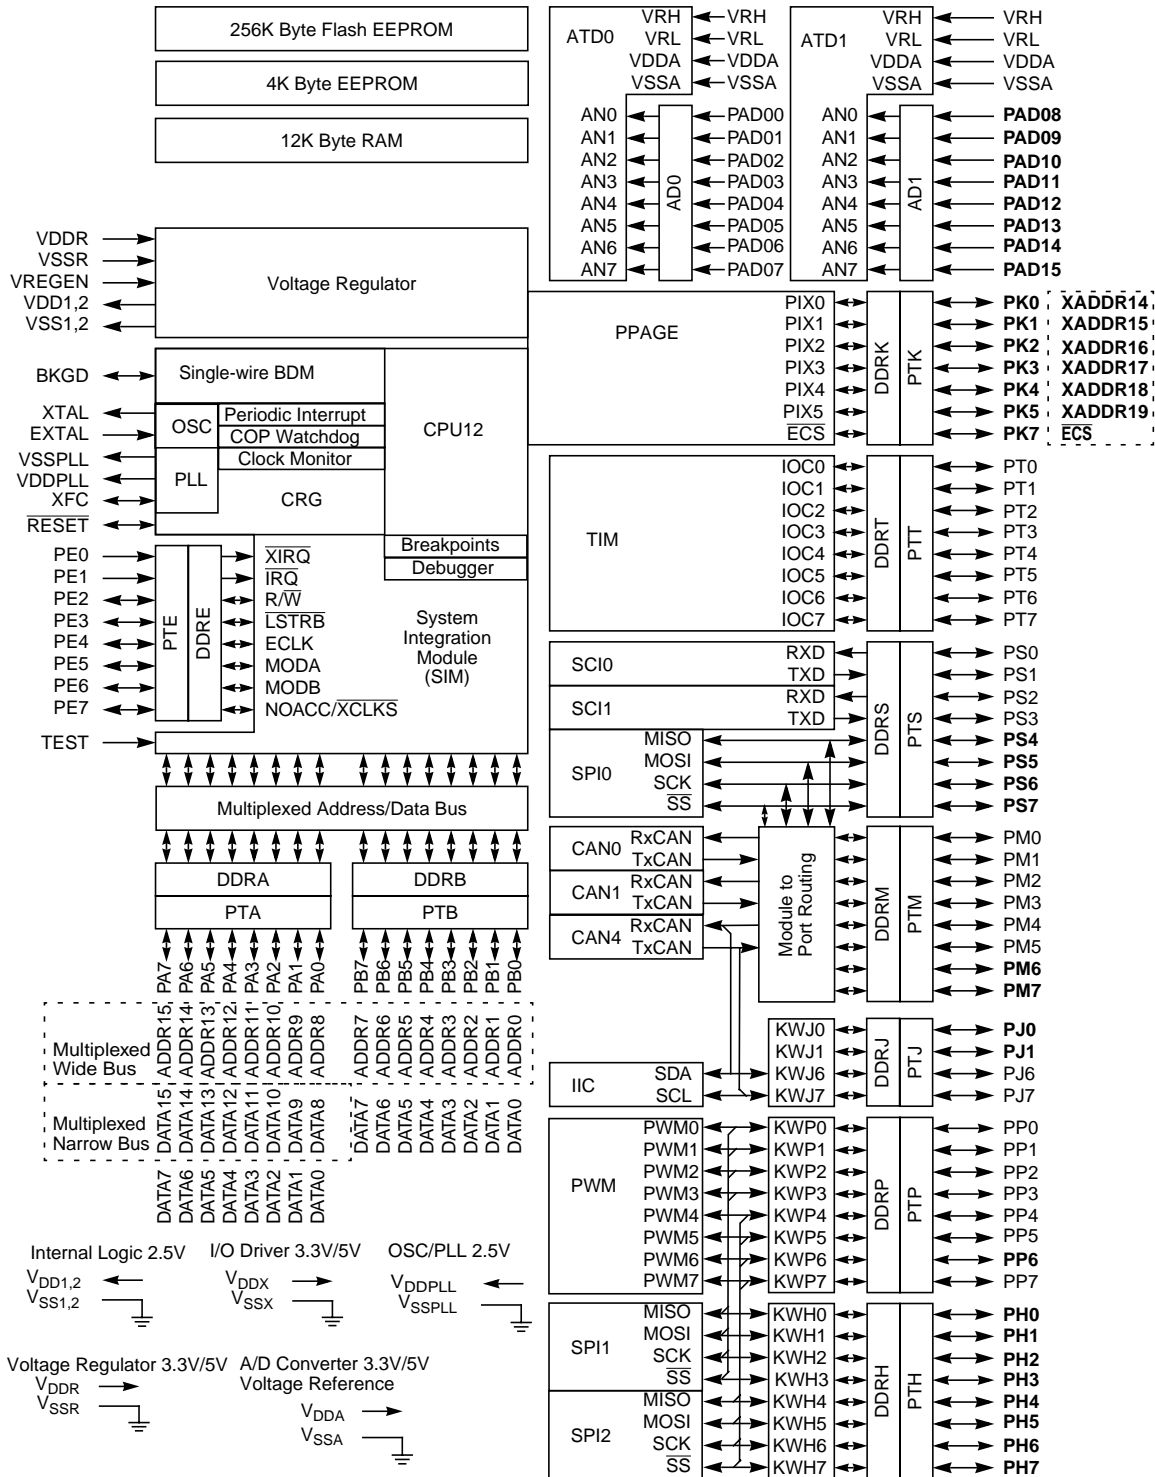 256K Byte Flash EEPROM
4K Byte EEPROM
12K Byte RAM
ATD0
VRH
VRL
VDDA
VSSA
VRH
VRL
VDDA
VSSA
AN0
AN1
AN2
AN3
AN4
AN5
AN6
AN7
AD0
PAD00
PAD01
PAD02
PAD03
PAD04
PAD05
PAD06
PAD07
ATD1
VRH
VRL
VDDA
VSSA
VRH
VRL
VDDA
VSSA
AN0
AN1
AN2
AN3
AN4
AN5
AN6
AN7
AD1
PAD08
PAD09
PAD10
PAD11
PAD12
PAD13
PAD14
PAD15
VDDR
VSSR
VREGEN
VDD1,2
VSS1,2
Voltage Regulator
BKGD
XTAL
EXTAL
VSSPLL
VDDPLL
XFC
RESET
Single-wire BDM
OSC
Periodic Interrupt
COP Watchdog
Clock Monitor
PLL
CRG
CPU12
Breakpoints
Debugger
PE0
PE1
PE2
PE3
PE4
PE5
PE6
PE7
TEST
PTE
DDRE
XIRQ
IRQ
R/W
LSTRB
ECLK
MODA
MODB
NOACC/XCLKS
System
Integration
Module
(SIM)
Multiplexed Address/Data Bus
DDRA
PTA
DDRB
PTB
PA7
PA6
PA5
PA4
PA3
PA2
PA1
PA0
PB7
PB6
PB5
PB4
PB3
PB2
PB1
PB0
Multiplexed
Wide Bus
ADDR15
ADDR14
ADDR13
ADDR12
ADDR11
ADDR10
ADDR9
ADDR8
ADDR7
ADDR6
ADDR5
ADDR4
ADDR3
ADDR2
ADDR1
ADDR0
DATA15
DATA14
DATA13
DATA12
DATA11
DATA10
DATA9
DATA8
DATA7
DATA6
DATA5
DATA4
DATA3
DATA2
DATA1
DATA0
Multiplexed
Narrow Bus
DATA7
DATA6
DATA5
DATA4
DATA3
DATA2
DATA1
DATA0
Internal Logic 2.5V
VDD1,2
VSS1,2
I/O Driver 3.3V/5V
VDDX
VSSX
OSC/PLL 2.5V
VDDPLL
VSSPLL
Voltage Regulator 3.3V/5V
VDDR
VSSR
A/D Converter 3.3V/5V
Voltage Reference
VDDA
VSSA
PPAGE
PIX0
PIX1
PIX2
PIX3
PIX4
PIX5
ECS
DDRK
PTK
PK0 XADDR14
PK1 XADDR15
PK2 XADDR16
PK3 XADDR17
PK4 XADDR18
PK5 XADDR19
PK7 ECS
TIM
IOC0
IOC1
IOC2
IOC3
IOC4
IOC5
IOC6
IOC7
DDRT
PTT
PT0
PT1
PT2
PT3
PT4
PT5
PT6
PT7
SCI0
RXD
TXD
SCI1
RXD
TXD
SPI0
MISO
MOSI
SCK
SS
DDRS
PTS
PS0
PS1
PS2
PS3
PS4
PS5
PS6
PS7
CAN0
RxCAN
TxCAN
CAN1
RxCAN
TxCAN
CAN4
RxCAN
TxCAN
Module to
Port Routing
DDRM
PTM
PM0
PM1
PM2
PM3
PM4
PM5
PM6
PM7
IIC
SDA
SCL
KWJ0
KWJ1
KWJ6
KWJ7
DDRJ
PTJ
PJ0
PJ1
PJ6
PJ7
PWM
PWM0
PWM1
PWM2
PWM3
PWM4
PWM5
PWM6
PWM7
KWP0
KWP1
KWP2
KWP3
KWP4
KWP5
KWP6
KWP7
DDRP
PTP
PP0
PP1
PP2
PP3
PP4
PP5
PP6
PP7
SPI1
MISO
MOSI
SCK
SS
SPI2
MISO
MOSI
SCK
SS
KWH0
KWH1
KWH2
KWH3
KWH4
KWH5
KWH6
KWH7
DDRH
PTH
PH0
PH1
PH2
PH3
PH4
PH5
PH6
PH7